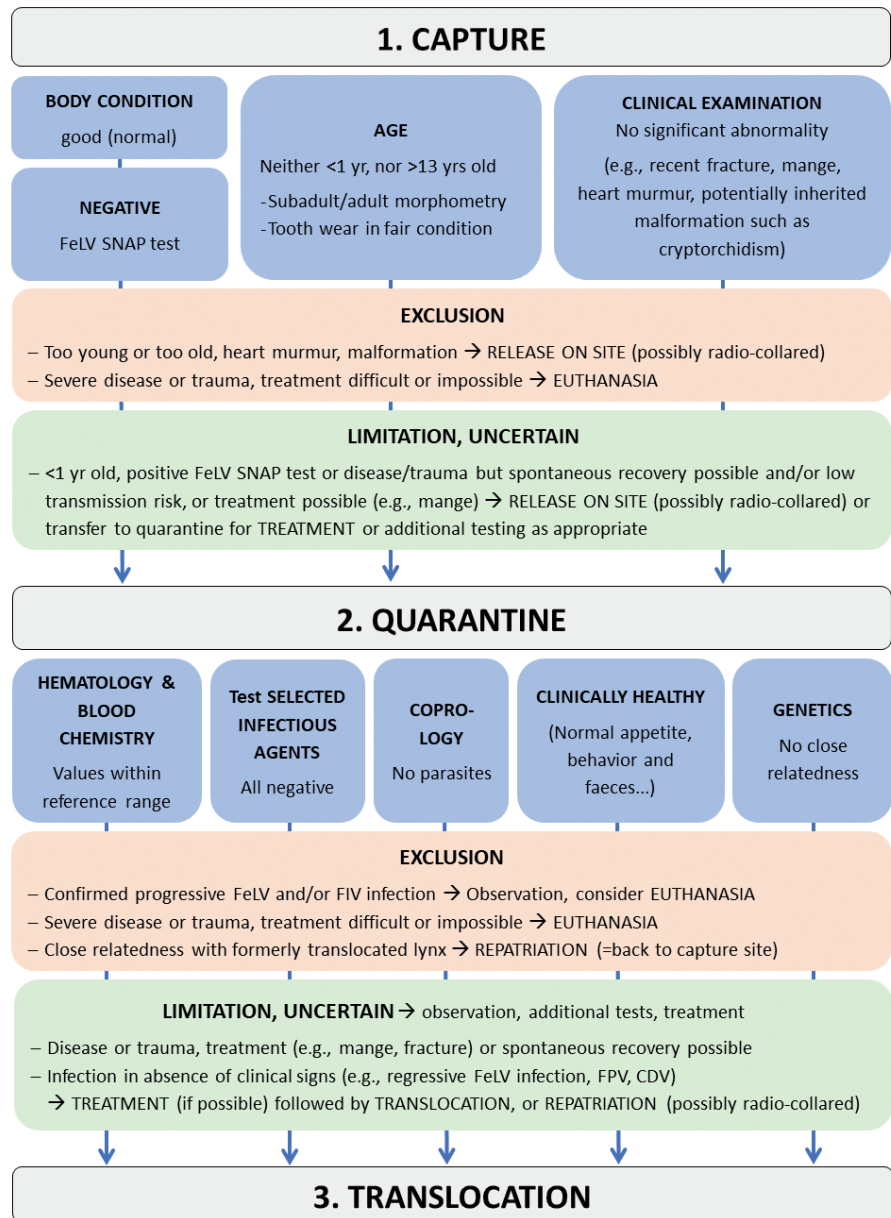 1. CAPTURE
BODY CONDITION
good (normal)
NEGATIVE
FeLV SNAP test
AGE
Neither <1 yr, nor >13 yrs old
-Subadult/adult morphometry
-Tooth wear in fair condition
CLINICAL EXAMINATION
No significant abnormality
(e.g., recent fracture, mange,
heart murmur, potentially inherited
malformation such as
cryptorchidism)
EXCLUSION
– Too young or too old, heart murmur, malformation → RELEASE ON SITE (possibly radio-collared)
– Severe disease or trauma, treatment difficult or impossible → EUTHANASIA
LIMITATION, UNCERTAIN
– <1 yr old, positive FeLV SNAP test or disease/trauma but spontaneous recovery possible and/or low
transmission risk, or treatment possible (e.g., mange) → RELEASE ON SITE (possibly radio-collared) or
transfer to quarantine for TREATMENT or additional testing as appropriate
2. QUARANTINE
HEMATOLOGY &
BLOOD
CHEMISTRY
Values within
reference range
Test SELECTED
INFECTIOUS
AGENTS
All negative
COPRO-
LOGY
No parasites
CLINICALLY HEALTHY
(Normal appetite,
behavior and
faeces...)
GENETICS
No close
relatedness
EXCLUSION
– Confirmed progressive FeLV and/or FIV infection → Observation, consider EUTHANASIA
– Severe disease or trauma, treatment difficult or impossible → EUTHANASIA
– Close relatedness with formerly translocated lynx → REPATRIATION (=back to capture site)
LIMITATION, UNCERTAIN → observation, additional tests, treatment
– Disease or trauma, treatment (e.g., mange, fracture) or spontaneous recovery possible
– Infection in absence of clinical signs (e.g., regressive FeLV infection, FPV, CDV)
→ TREATMENT (if possible) followed by TRANSLOCATION, or REPATRIATION (possibly radio-collared)
3. TRANSLOCATION